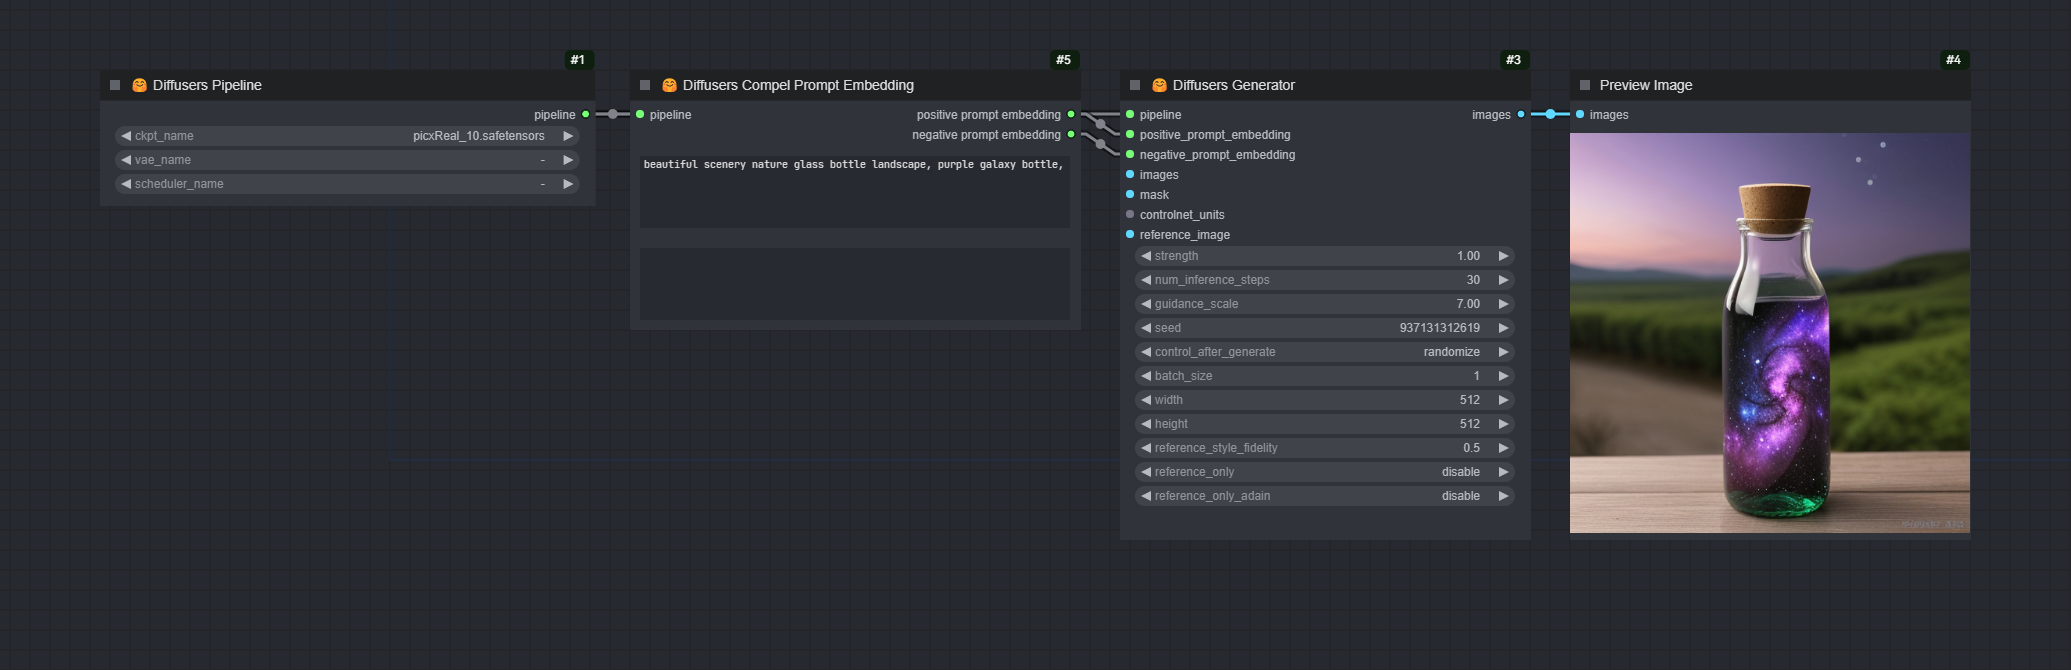 #1
🤗 Diffusers Pipeline
pipeline
ckpt_name picxReal_10.safetensors
vae_name -
scheduler_name -
#5
🤗 Diffusers Compel Prompt Embedding
pipeline positive prompt embedding
negative prompt embedding
beautiful scenery nature glass bottle landscape, purple galaxy bottle,
#3
🤗 Diffusers Generator
pipeline images
positive_prompt_embedding
negative_prompt_embedding
images
mask
controlnet_units
reference_image
strength 1.00
num_inference_steps 30
guidance_scale 7.00
seed 937131312619
control_after_generate randomize
batch_size 1
width 512
height 512
reference_style_fidelity 0.5
reference_only disable
reference_only_adain disable
#4
Preview Image
images